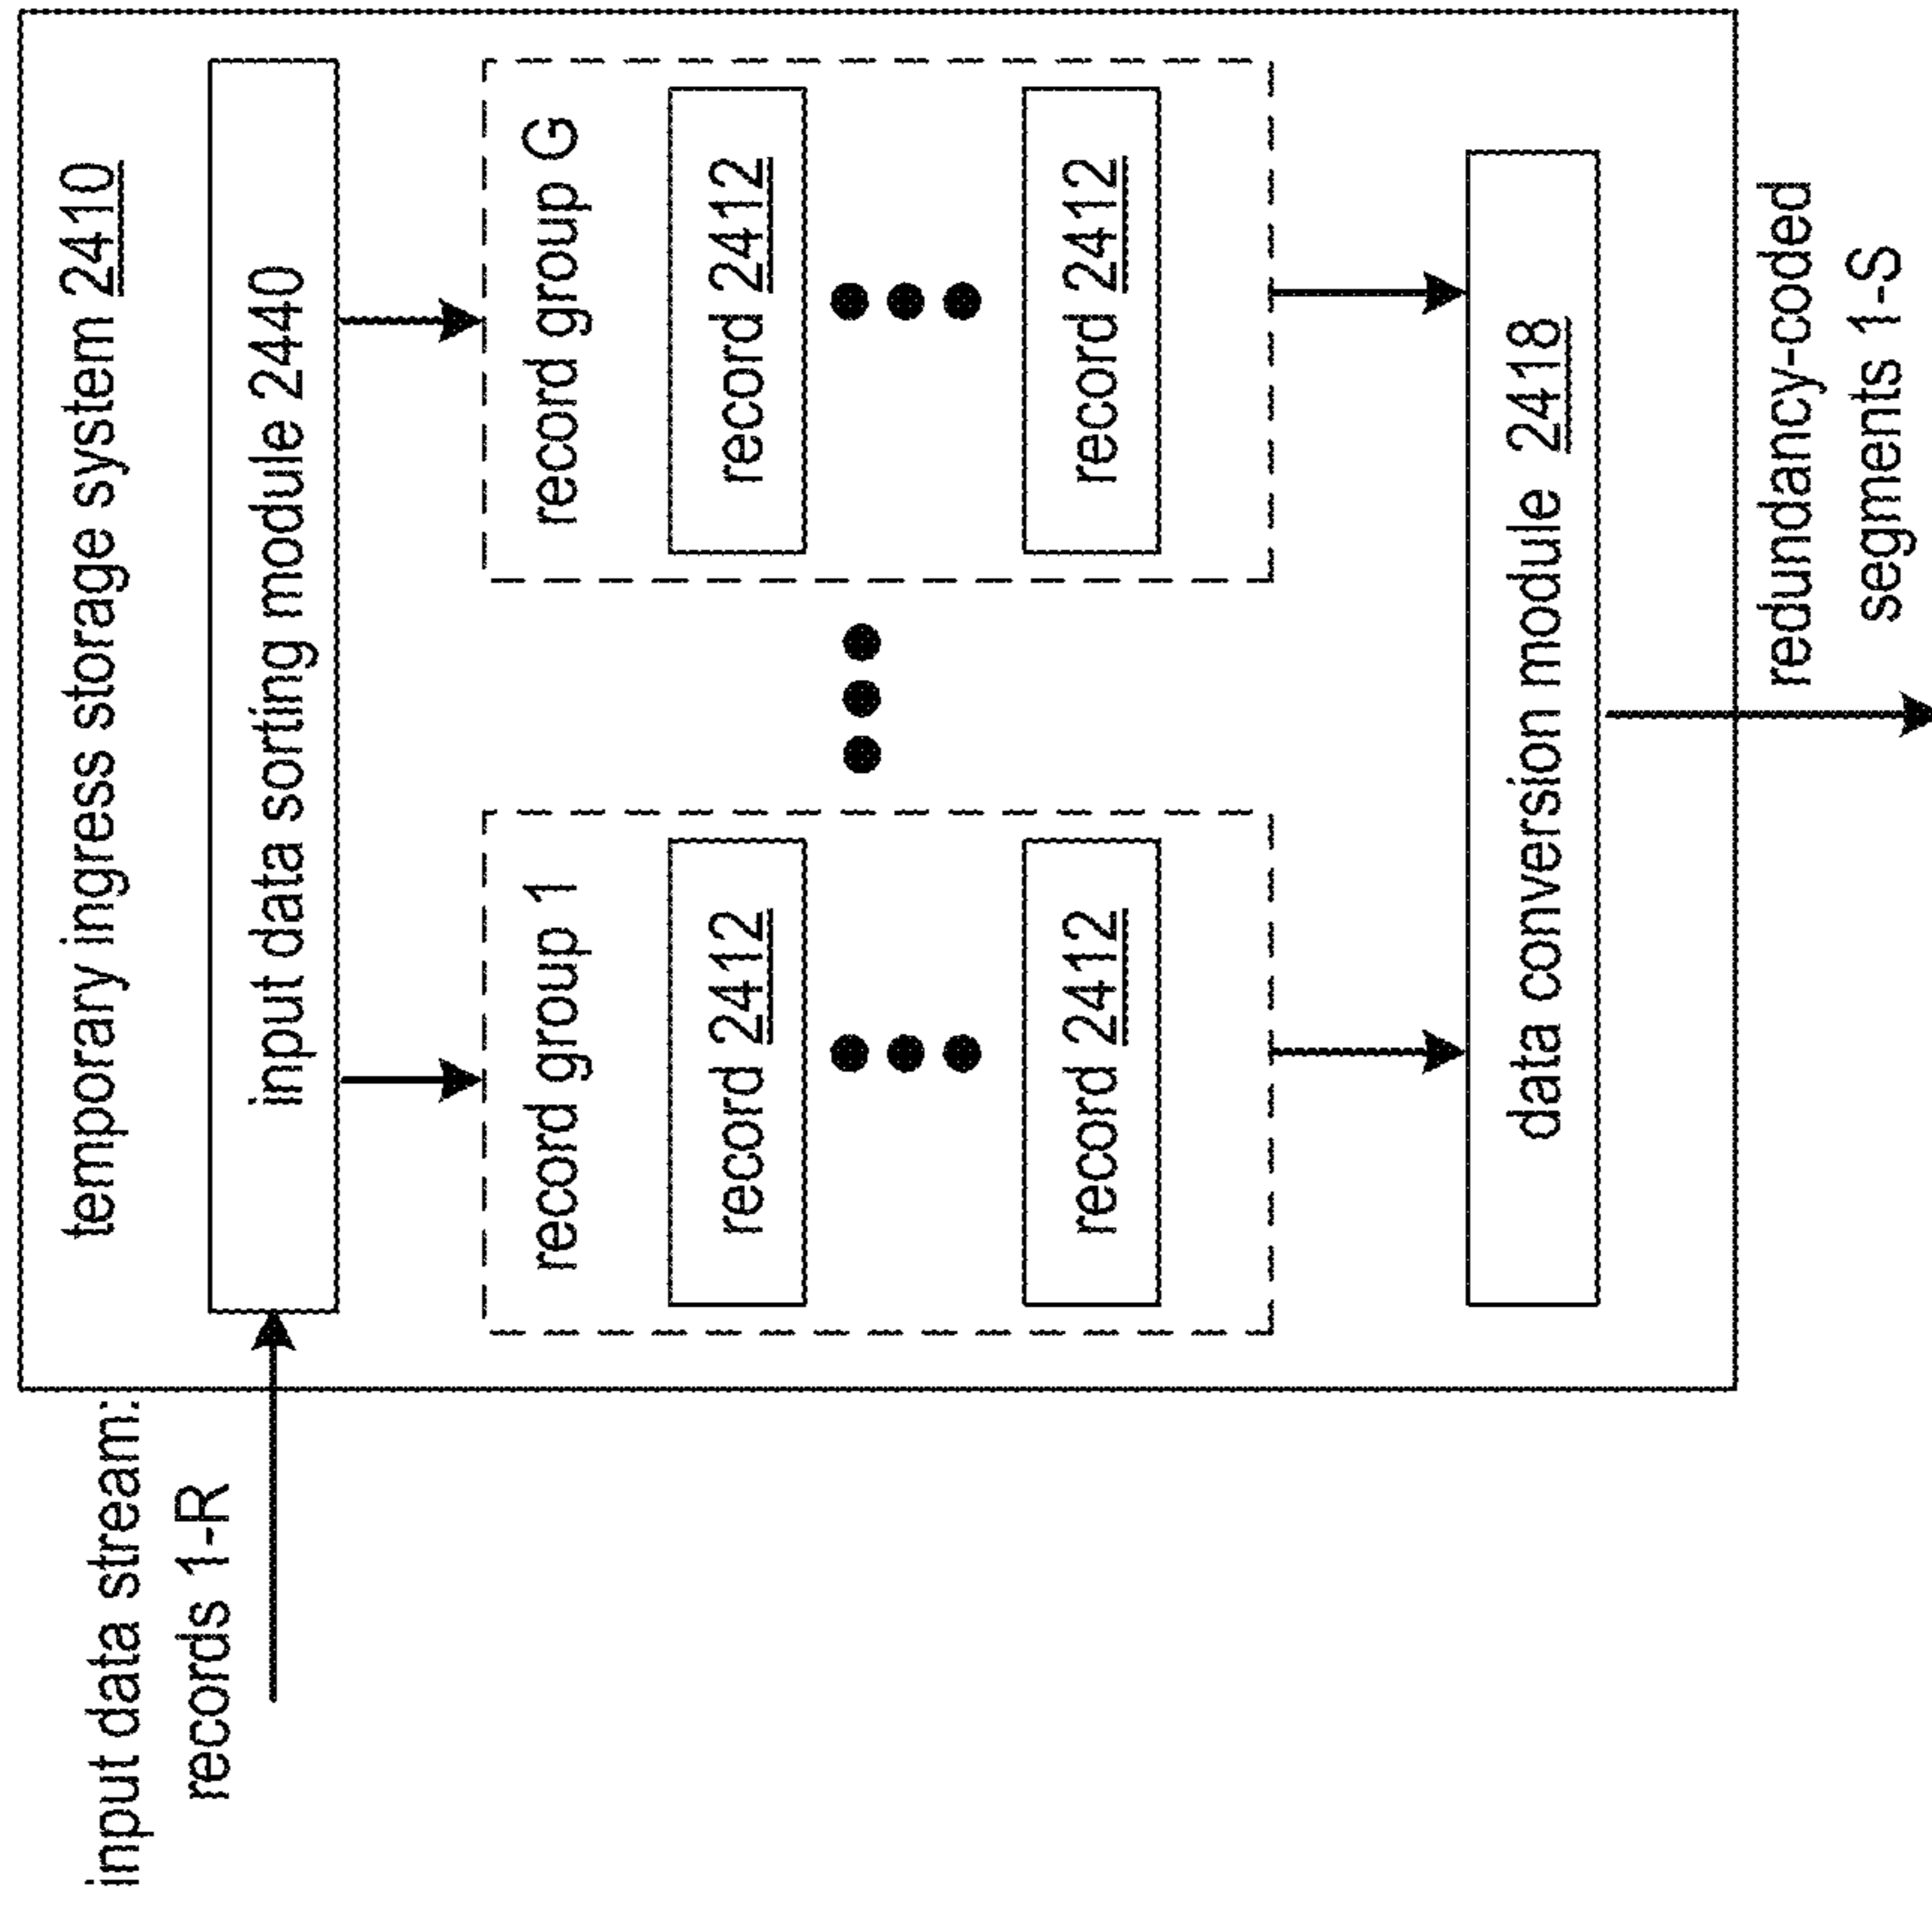 input data stream:
records 1-R
temporary ingress storage system 2410
input data sorting module 2440
record group 1
record 2412
record 2412
record group G
record 2412
record 2412
data conversion module 2418
redundancy-coded
segments 1-S